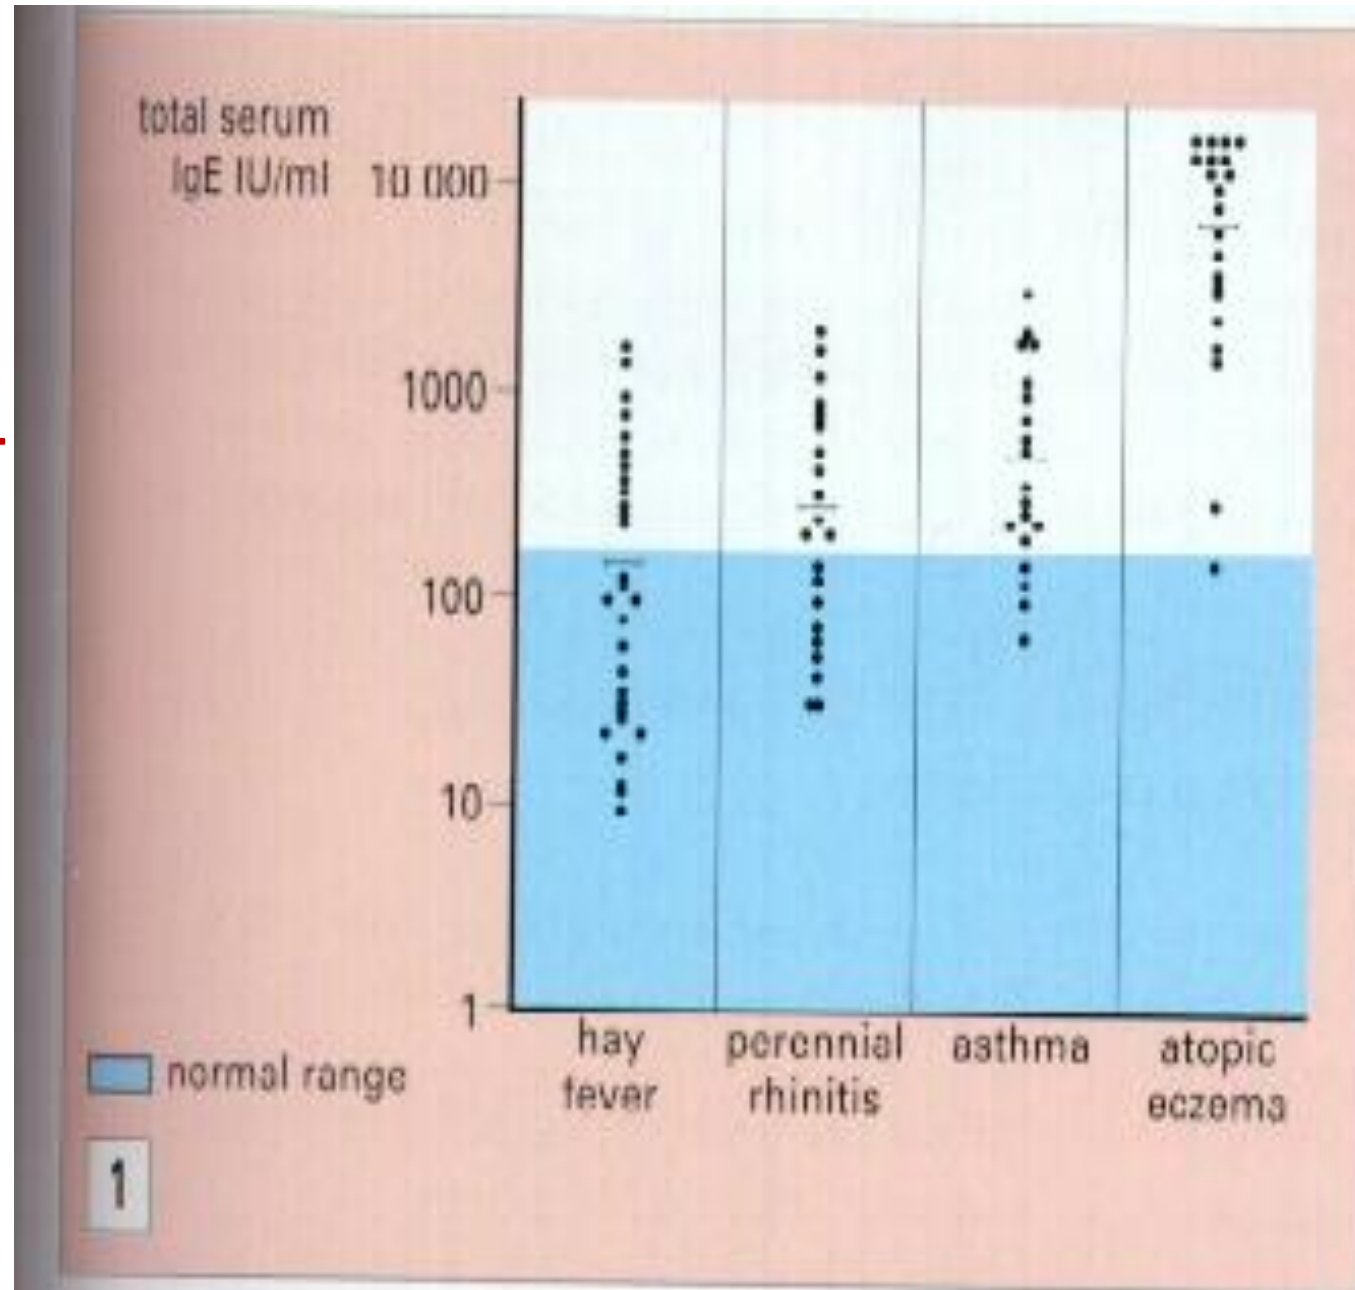 total serum
IgE IU/ml
10 000
1000
100
10
1
hay
fever
perennial
rhinitis
asthma
atopic
eczema
normal range
1